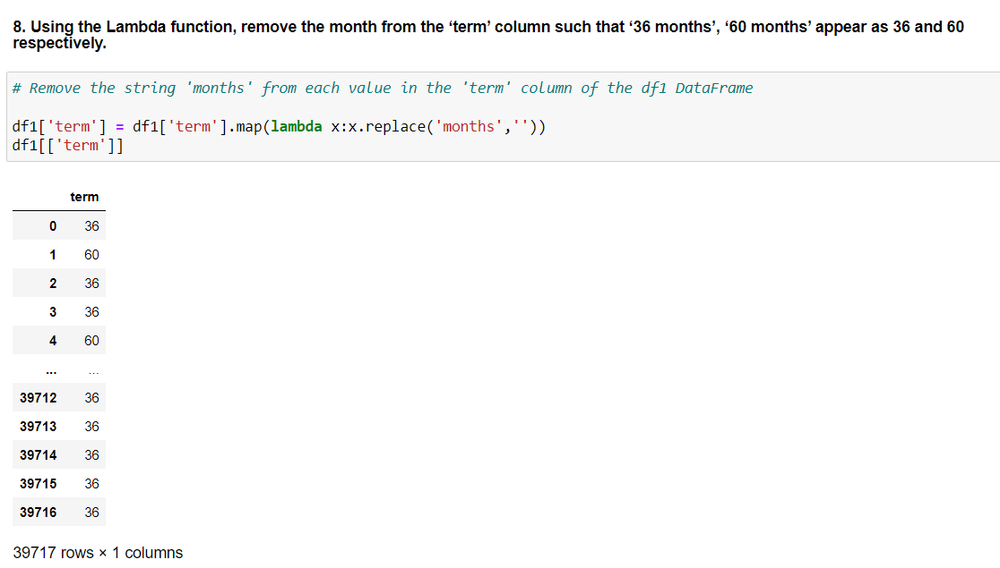 8. Using the Lambda function, remove the month from the ‘term’ column such that ‘36 months’, ‘60 months’ appear as 36 and 60
respectively.
# Remove the string 'months' from each value in the 'term' column of the df1 DataFrame
df1['term'] = df1['term'].map(lambda x:x.replace('months',''))
df1[['term']]
term
0 36
1 60
2 36
3 36
4 60
... ...
39712 36
39713 36
39714 36
39715 36
39716 36
39717 rows × 1 columns